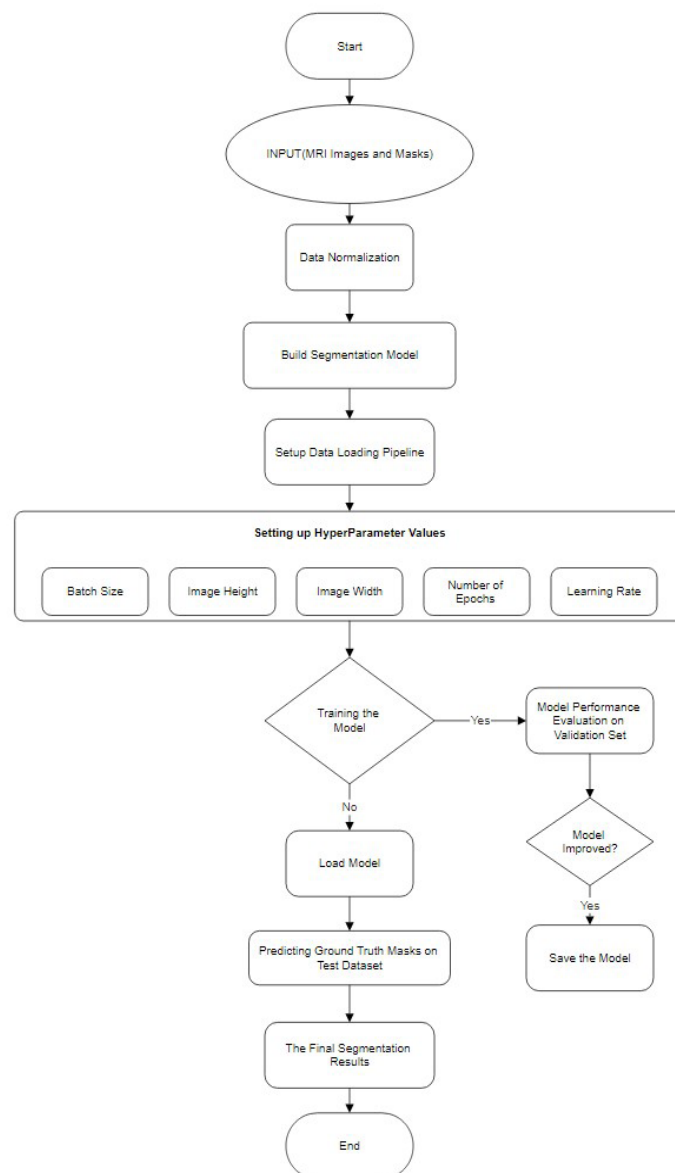 Start
INPUT(MRI Images and Masks)
Data Normalization
Build Segmentation Model
Setup Data Loading Pipeline
Setting up HyperParameter Values
Batch Size
Image Height
Image Width
Number of
Epochs
Learning Rate
Training the
Model
Yes
Model Performance
Evaluation on
Validation Set
No
Model
Improved?
Yes
Save the Model
Load Model
Predicting Ground Truth Masks on
Test Dataset
The Final Segmentation
Results
End